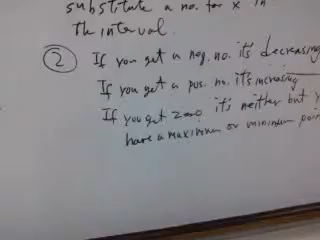 substitute a no. for x in
the interval.
② If you get a neg. no. it's decreasing
If you get a pos. no. it's increasing
If you get zero, it's neither but
have a maximum or minimum poin